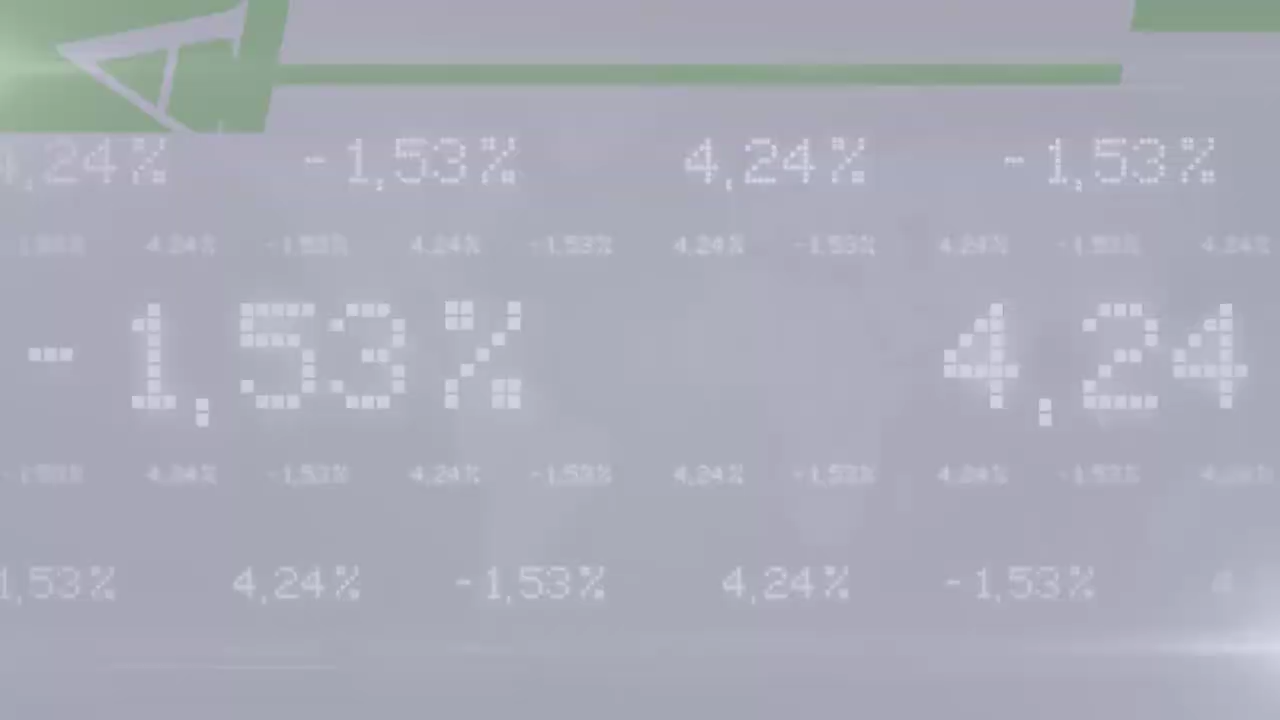 A
4,24% -1,53% 4,24% -1,53%
4,24% -1,53% 4,24% -1,53% 4,24% -1,53% 4,24% -1,53% 4,24%
-1,53% 4,24
-1,53% 4,24% -1,53% 4,24% -1,53% 4,24% -1,53% 4,24% -1,53%
1,53% 4,24% -1,53% 4,24% -1,53%